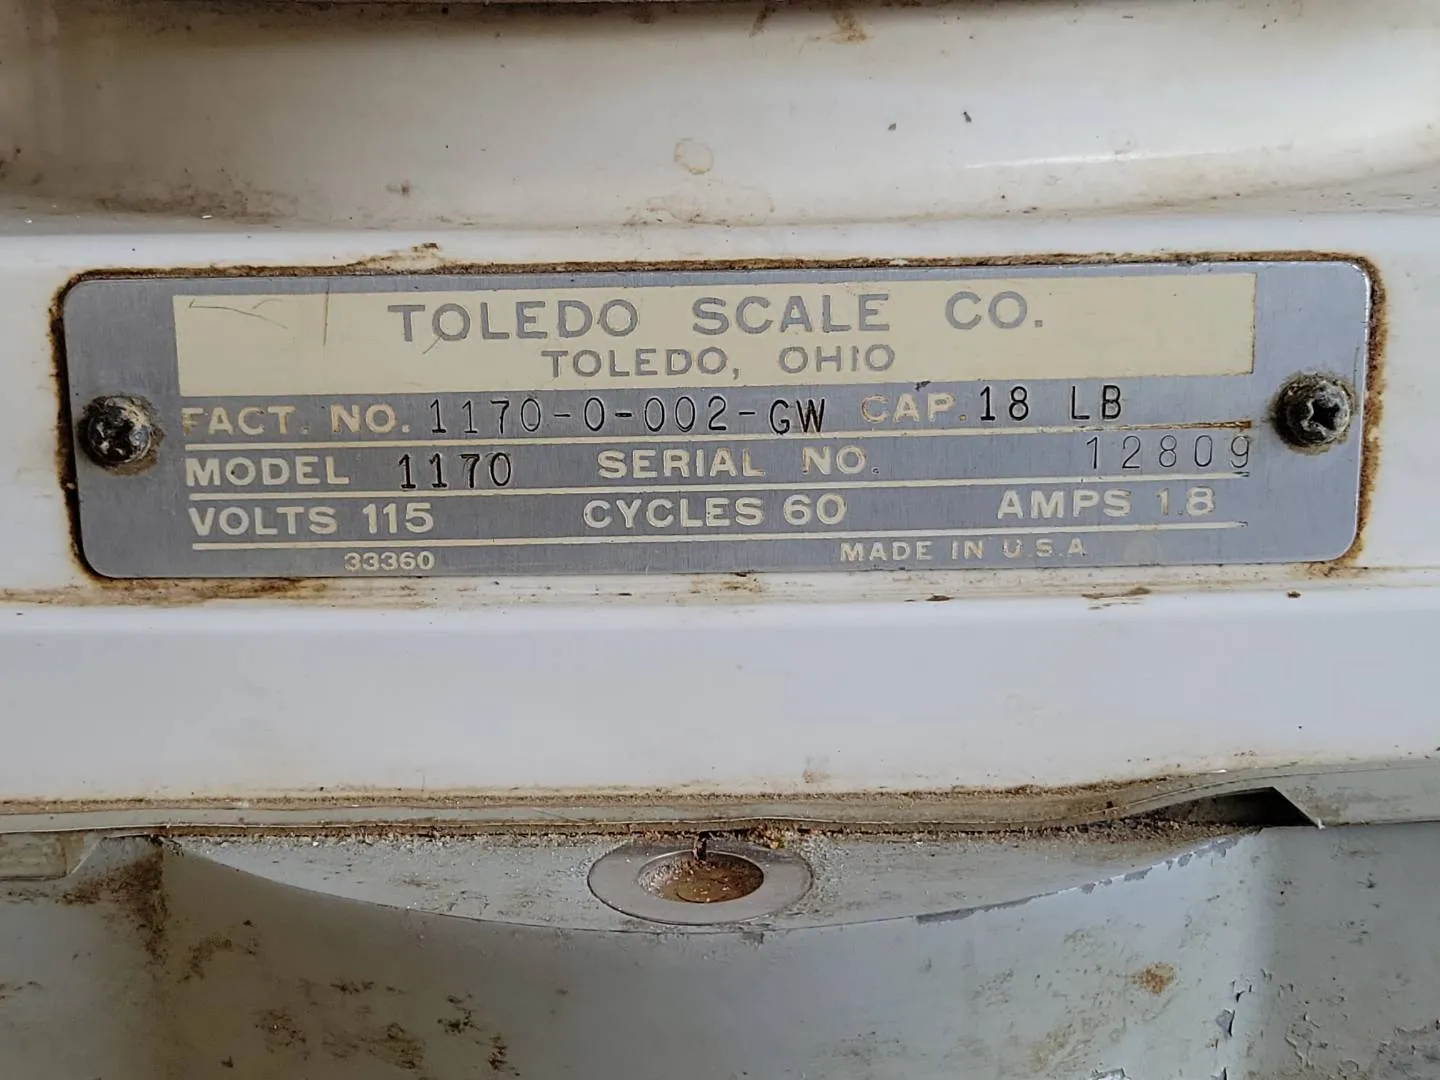 TOLEDO SCALE CO.
TOLEDO, OHIO
FACT. NO. 1170-0-002-GW CAP. 18 LB
MODEL 1170 SERIAL NO. 12809
VOLTS 115 CYCLES 60 AMPS 1.8
33360 MADE IN U.S.A